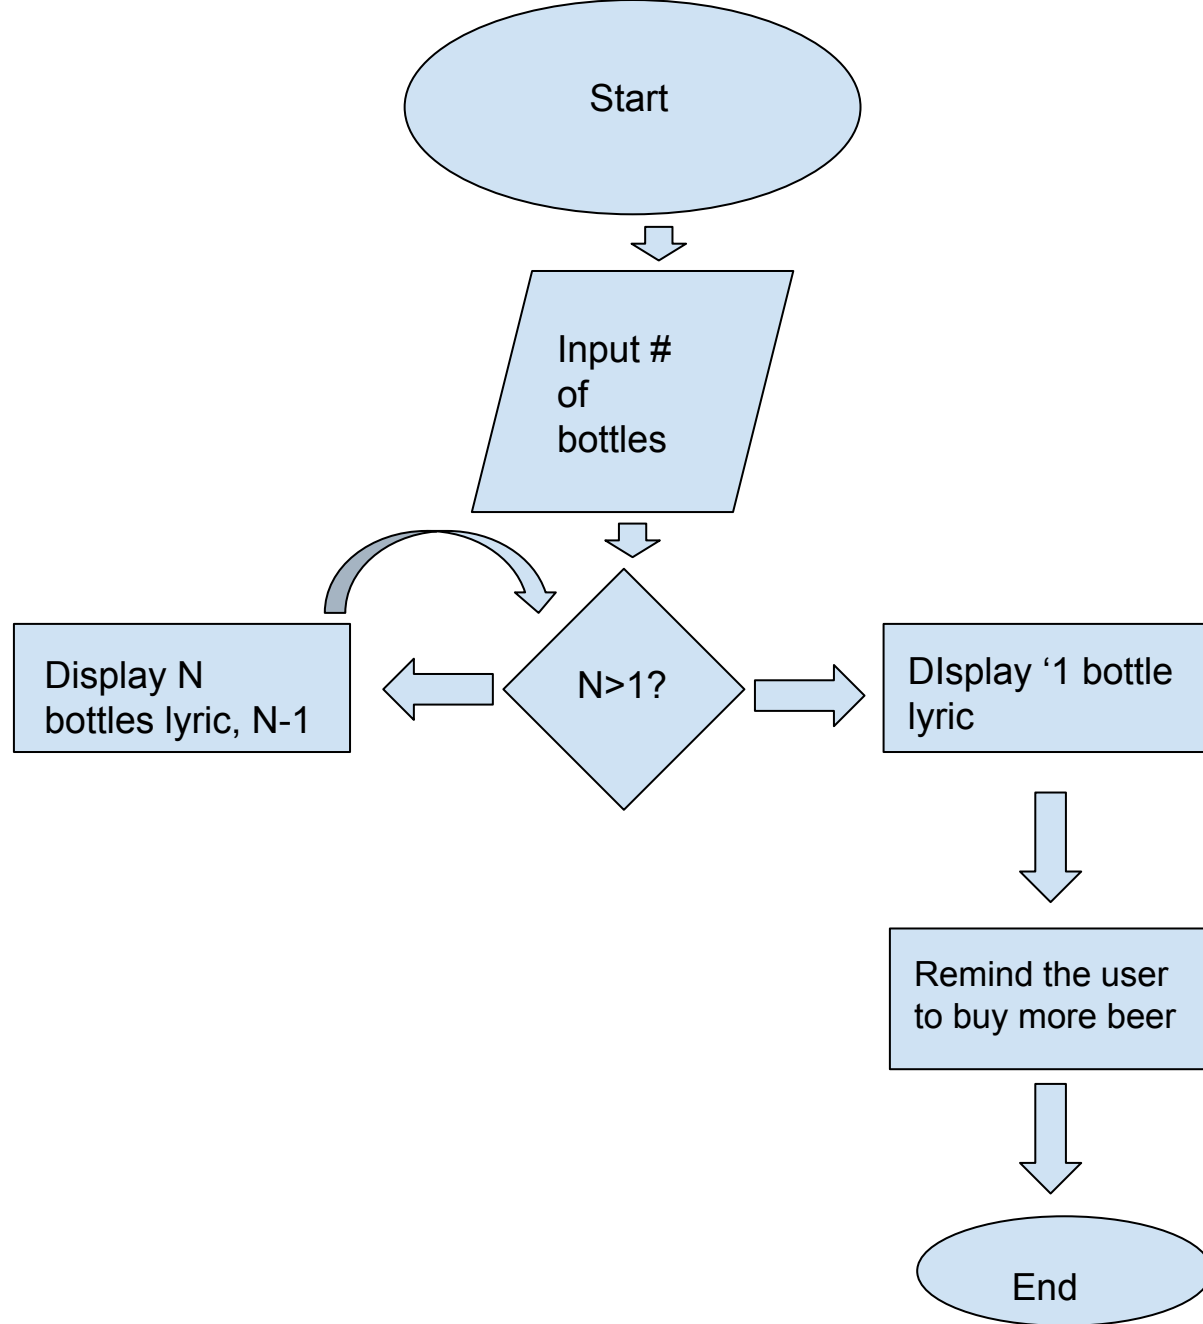 Start
Input #
of
bottles
N>1?
Display N
bottles lyric, N-1
DIsplay ‘1 bottle
lyric
Remind the user
to buy more beer
End